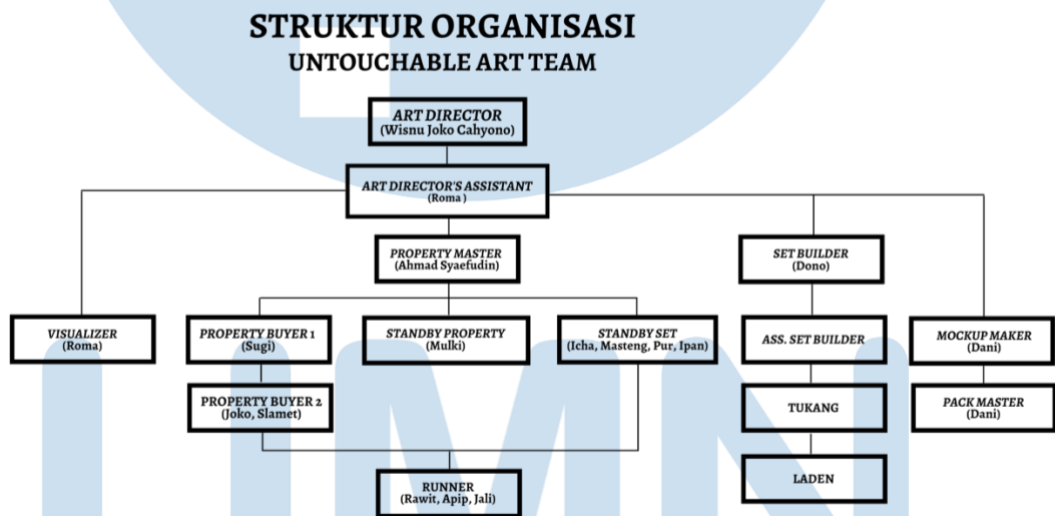 STRUKTUR ORGANISASI
UNTOUCHABLE ART TEAM
ART DIRECTOR
(Wisnu Joko Cahyono)
ART DIRECTOR'S ASSISTANT
(Roma )
PROPERTY MASTER
(Ahmad Syaefudin)
SET BUILDER
(Dono)
VISUALIZER
(Roma)
PROPERTY BUYER 1
(Sugi)
STANDBY PROPERTY
(Mulki)
STANDBY SET
(Icha, Masteng, Pur, Ipan)
ASS. SET BUILDER
MOCKUP MAKER
(Dani)
PROPERTY BUYER 2
(Joko, Slamet)
TUKANG
PACK MASTER
(Dani)
RUNNER
(Rawit, Apip, Jali)
LADEN
UMN